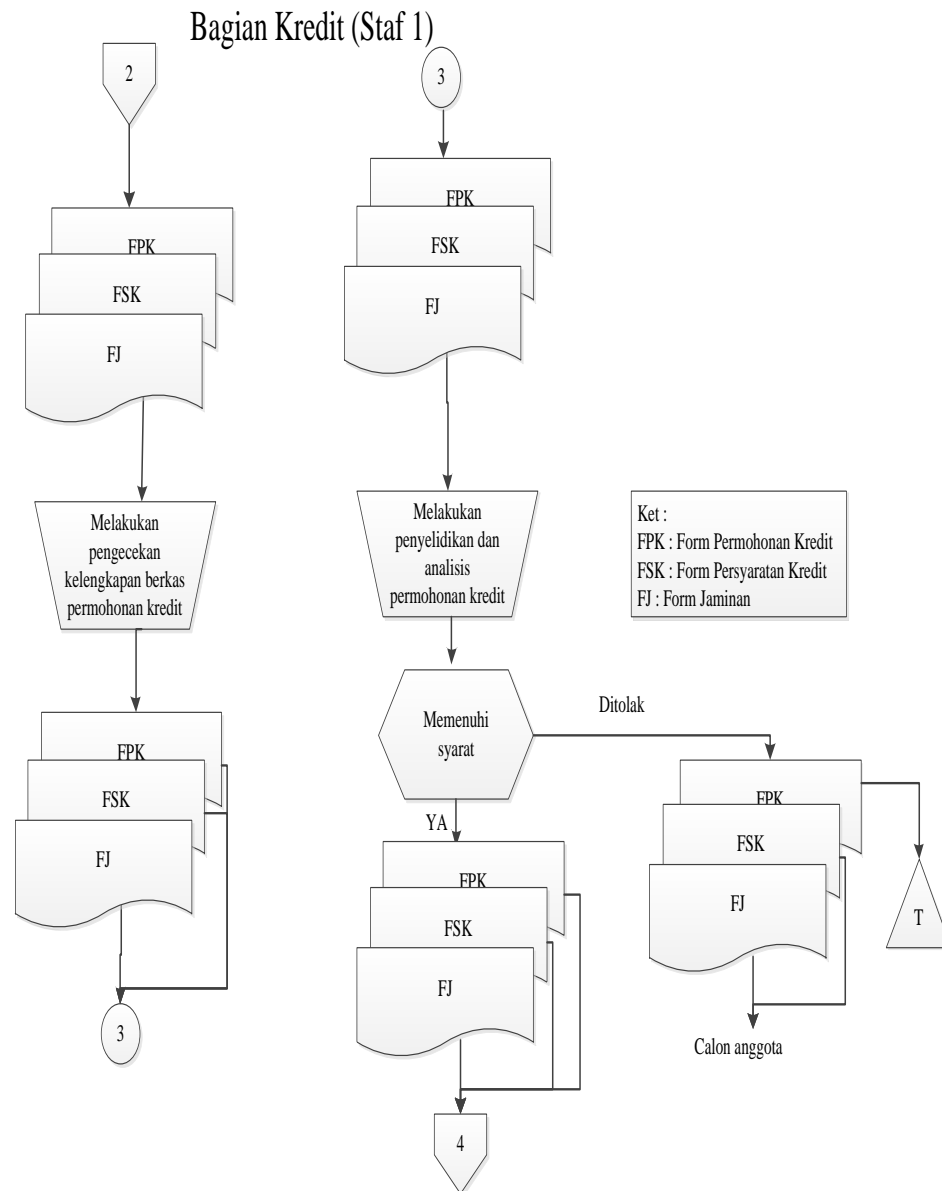 Bagian Kredit (Staf 1)
2
FPK
FSK
FJ
Melakukan
pengecekan
kelengkapan berkas
permohonan kredit
FPK
FSK
FJ
3
3
FPK
FSK
FJ
Melakukan
penyelidikan dan
analisis
permohonan kredit
Memenuhi
syarat
Ditolak
YA
FPK
FSK
FJ
4
FPK
FSK
FJ
T
Calon anggota
Ket :
FPK : Form Permohonan Kredit
FSK : Form Persyaratan Kredit
FJ : Form Jaminan